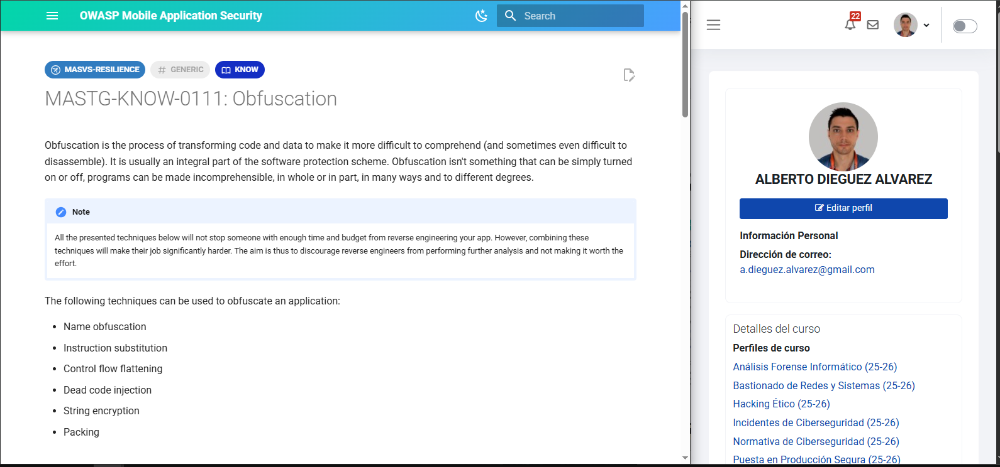 OWASP Mobile Application Security
Search
MASVS-RESILIENCE
GENERIC
KNOW
MASTG-KNOW-0111: Obfuscation
Obfuscation is the process of transforming code and data to make it more difficult to comprehend (and sometimes even difficult to
disassemble). It is usually an integral part of the software protection scheme. Obfuscation isn't something that can be simply turned
on or off, programs can be made incomprehensible, in whole or in part, in many ways and to different degrees.
Note
All the presented techniques below will not stop someone with enough time and budget from reverse engineering your app. However, combining these
techniques will make their job significantly harder. The aim is thus to discourage reverse engineers from performing further analysis and not making it worth the
effort.
The following techniques can be used to obfuscate an application:
• Name obfuscation
• Instruction substitution
• Control flow flattening
• Dead code injection
• String encryption
• Packing
22
ALBERTO DIEGUEZ ALVAREZ
Editar perfil
Información Personal
Dirección de correo:
a.dieguez.alvarez@gmail.com
Detalles del curso
Perfiles de curso
Análisis Forense Informático (25-26)
Bastionado de Redes y Sistemas (25-26)
Hacking Ético (25-26)
Incidentes de Ciberseguridad (25-26)
Normativa de Ciberseguridad (25-26)
Puesta en Producción Segura (25-26)